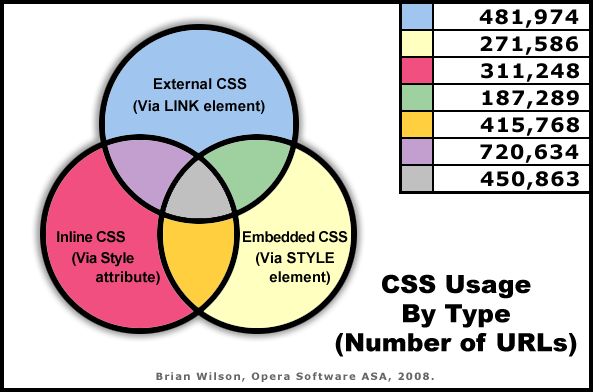 External CSS
(Via LINK element)
Inline CSS
(Via Style
attribute)
Embedded CSS
(Via STYLE
element)
481,974
271,586
311,248
187,289
415,768
720,634
450,863
CSS Usage
By Type
(Number of URLs)
Brian Wilson, Opera Software ASA, 2008.